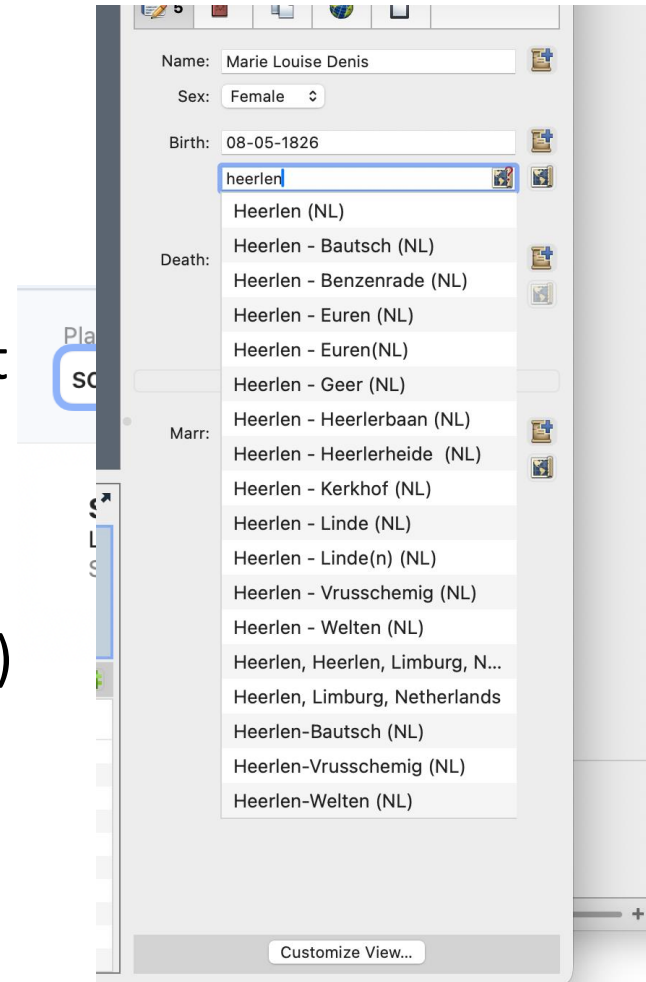 5
Name: Marie Louise Denis
Sex: Female
Birth: 08-05-1826
heerlen
Heerlen (NL)
Heerlen - Bautsch (NL)
Death:
Heerlen - Benzenrade (NL)
Heerlen - Euren (NL)
Pla
Heerlen - Euren(NL)
t
sc
Heerlen - Geer (NL)
Marr:
Heerlen - Heerlerbaan (NL)
Heerlen - Heerlerheide  (NL)
Heerlen - Kerkhof (NL)
Heerlen - Linde (NL)
Heerlen - Linde(n) (NL)
Heerlen - Vrusschemig (NL)
Heerlen - Welten (NL)
)
Heerlen, Heerlen, Limburg, N...
Heerlen, Limburg, Netherlands
Heerlen-Bautsch (NL)
Heerlen-Vrusschemig (NL)
Heerlen-Welten (NL)
Customize View...